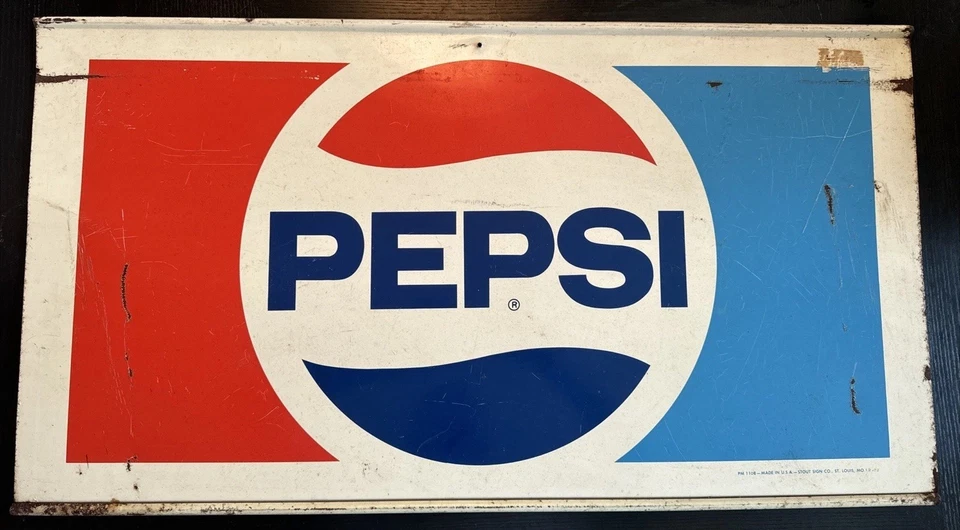 PEPSI
®
MADE IN U.S.A.—STOUT SIGN CO., ST. LOUIS, MO